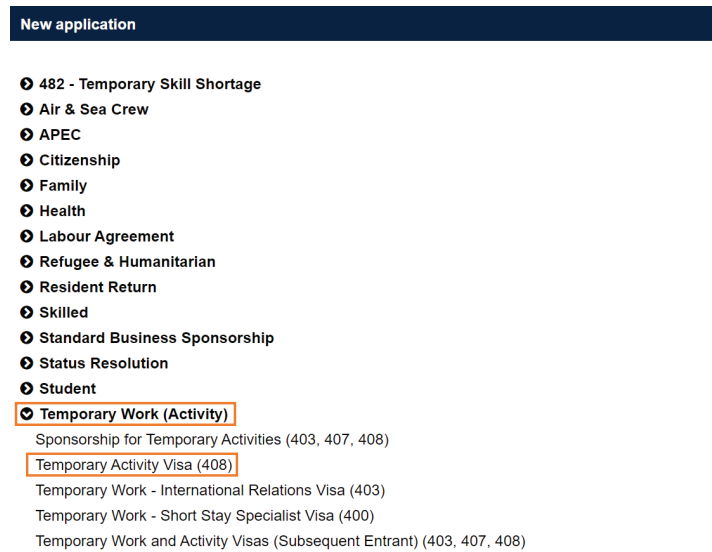 New application
482 - Temporary Skill Shortage
Air & Sea Crew
APEC
Citizenship
Family
Health
Labour Agreement
Refugee & Humanitarian
Resident Return
Skilled
Standard Business Sponsorship
Status Resolution
Student
Temporary Work (Activity)
Sponsorship for Temporary Activities (403, 407, 408)
Temporary Activity Visa (408)
Temporary Work - International Relations Visa (403)
Temporary Work - Short Stay Specialist Visa (400)
Temporary Work and Activity Visas (Subsequent Entrant) (403, 407, 408)